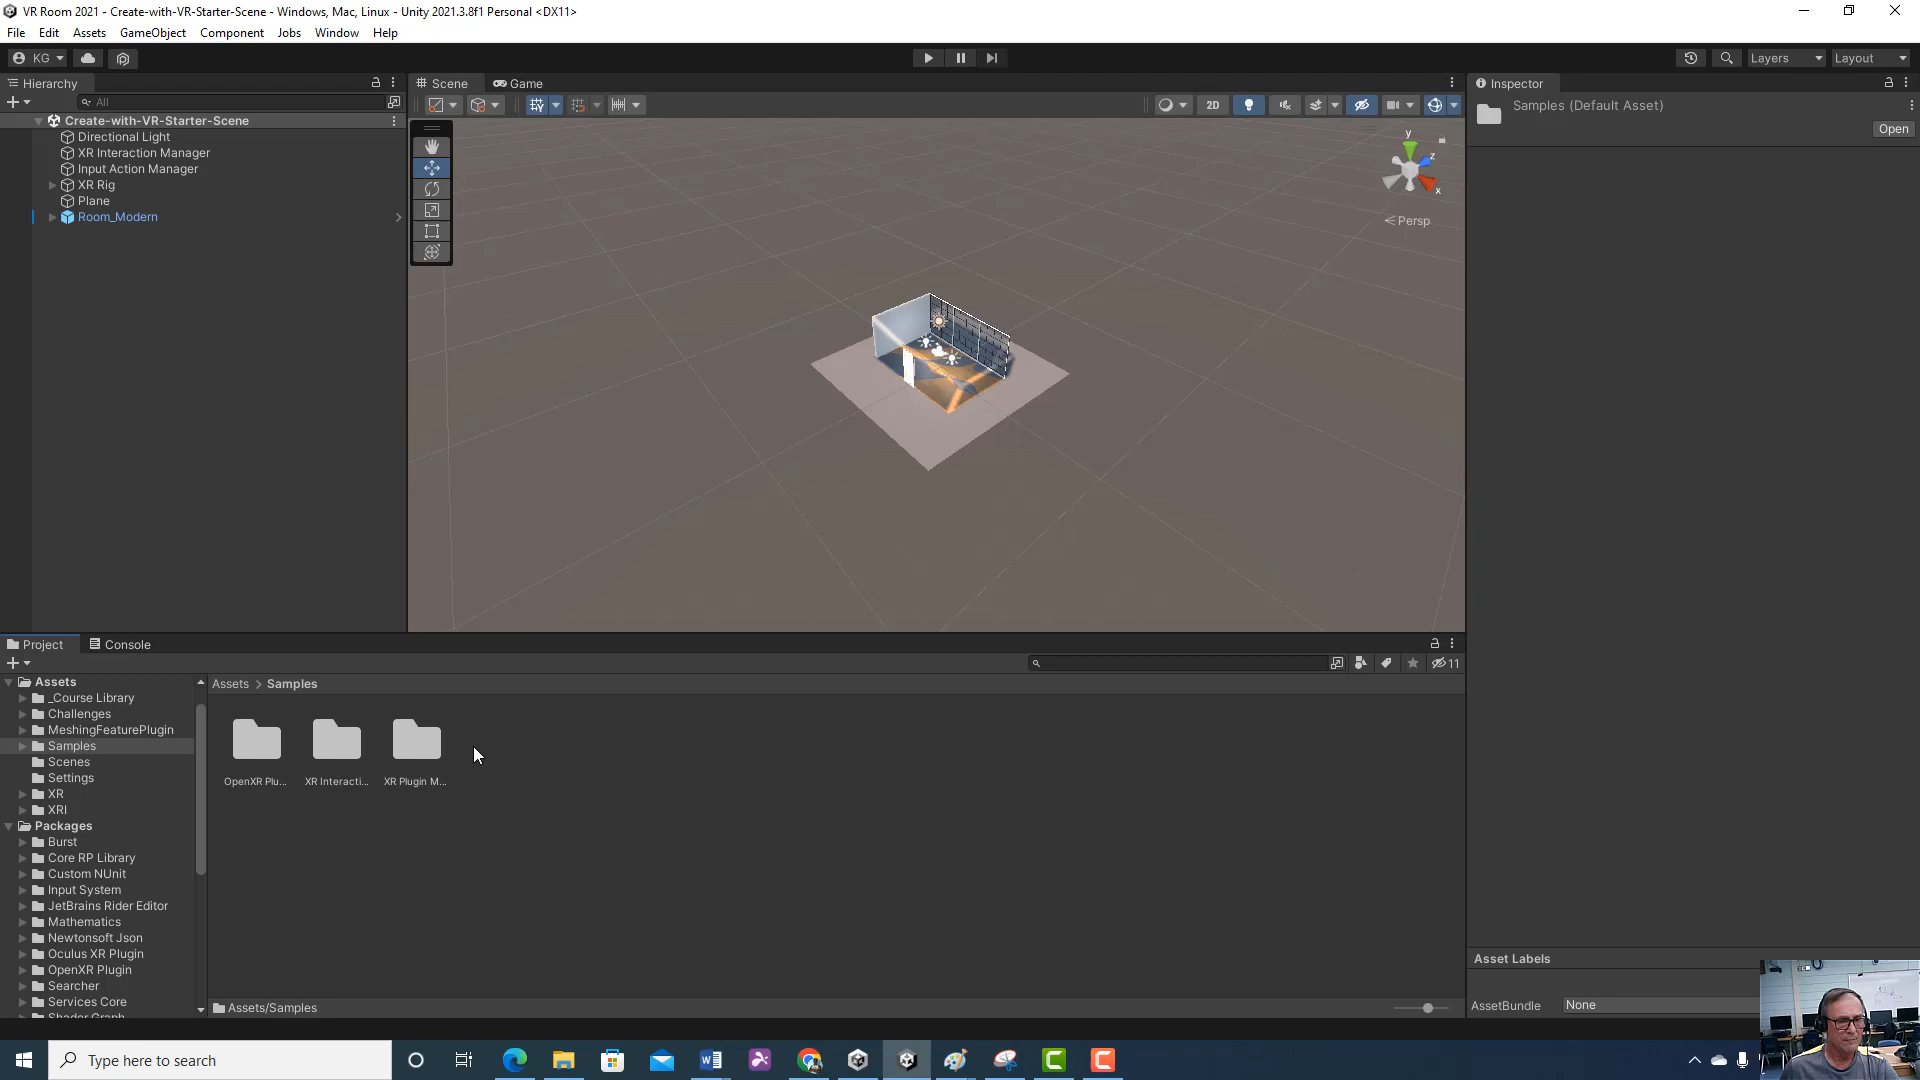 VR Room 2021 - Create-with-VR-Starter-Scene - Windows, Mac, Linux - Unity 2021.3.8f1 Personal <DX11>
File Edit Assets GameObject Component Jobs Window Help
KG Layers Layout
Hierarchy
All
Create-with-VR-Starter-Scene
Directional Light
XR Interaction Manager
Input Action Manager
XR Rig
Plane
Room_Modern
Scene Game
2D
y
z
x
Persp
Inspector
Samples (Default Asset)
Open
Project Console
11
Assets
_Course Library
Challenges
MeshingFeaturePlugin
Samples
Scenes
Settings
XR
XRI
Packages
Burst
Core RP Library
Custom NUnit
Input System
JetBrains Rider Editor
Mathematics
Newtonsoft Json
Oculus XR Plugin
OpenXR Plugin
Searcher
Services Core
Shader Graph
Assets > Samples
OpenXR Plu... XR Interacti... XR Plugin M...
Assets/Samples
Asset Labels
AssetBundle None
Type here to search